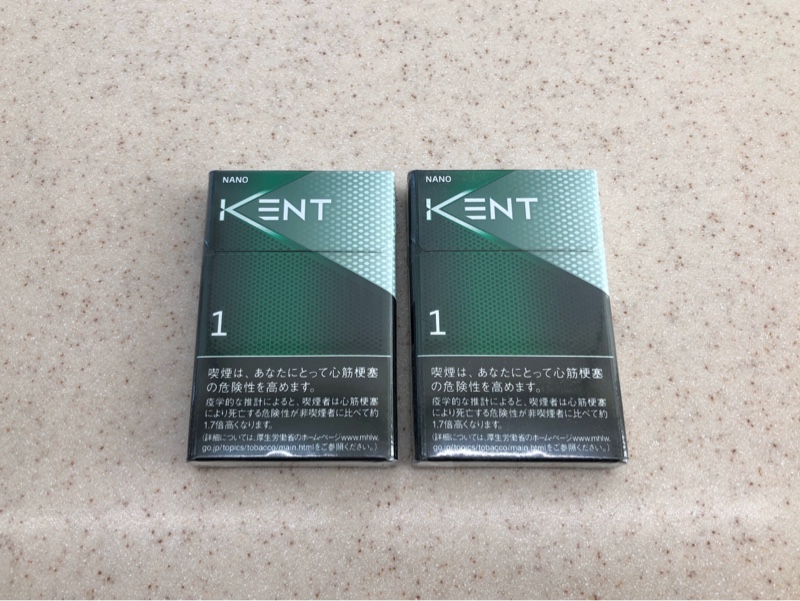 NANO
KENT
1
喫煙は、あなたにとって心筋梗塞
の危険性を高めます。
疫学的な推計によると、喫煙者は心筋梗塞
により死亡する危険性が非喫煙者に比べて約
1.7倍高くなります。
(詳細については、厚生労働省のホームページwww.mhlw.
go.jp/topics/tobacco/main.htmlをご参照ください。)
NANO
KENT
1
喫煙は、あなたにとって心筋梗塞
の危険性を高めます。
疫学的な推計によると、喫煙者は心筋梗塞
により死亡する危険性が非喫煙者に比べて約
1.7倍高くなります。
(詳細については、厚生労働省のホームページwww.mhlw.
go.jp/topics/tobacco/main.htmlをご参照ください。)